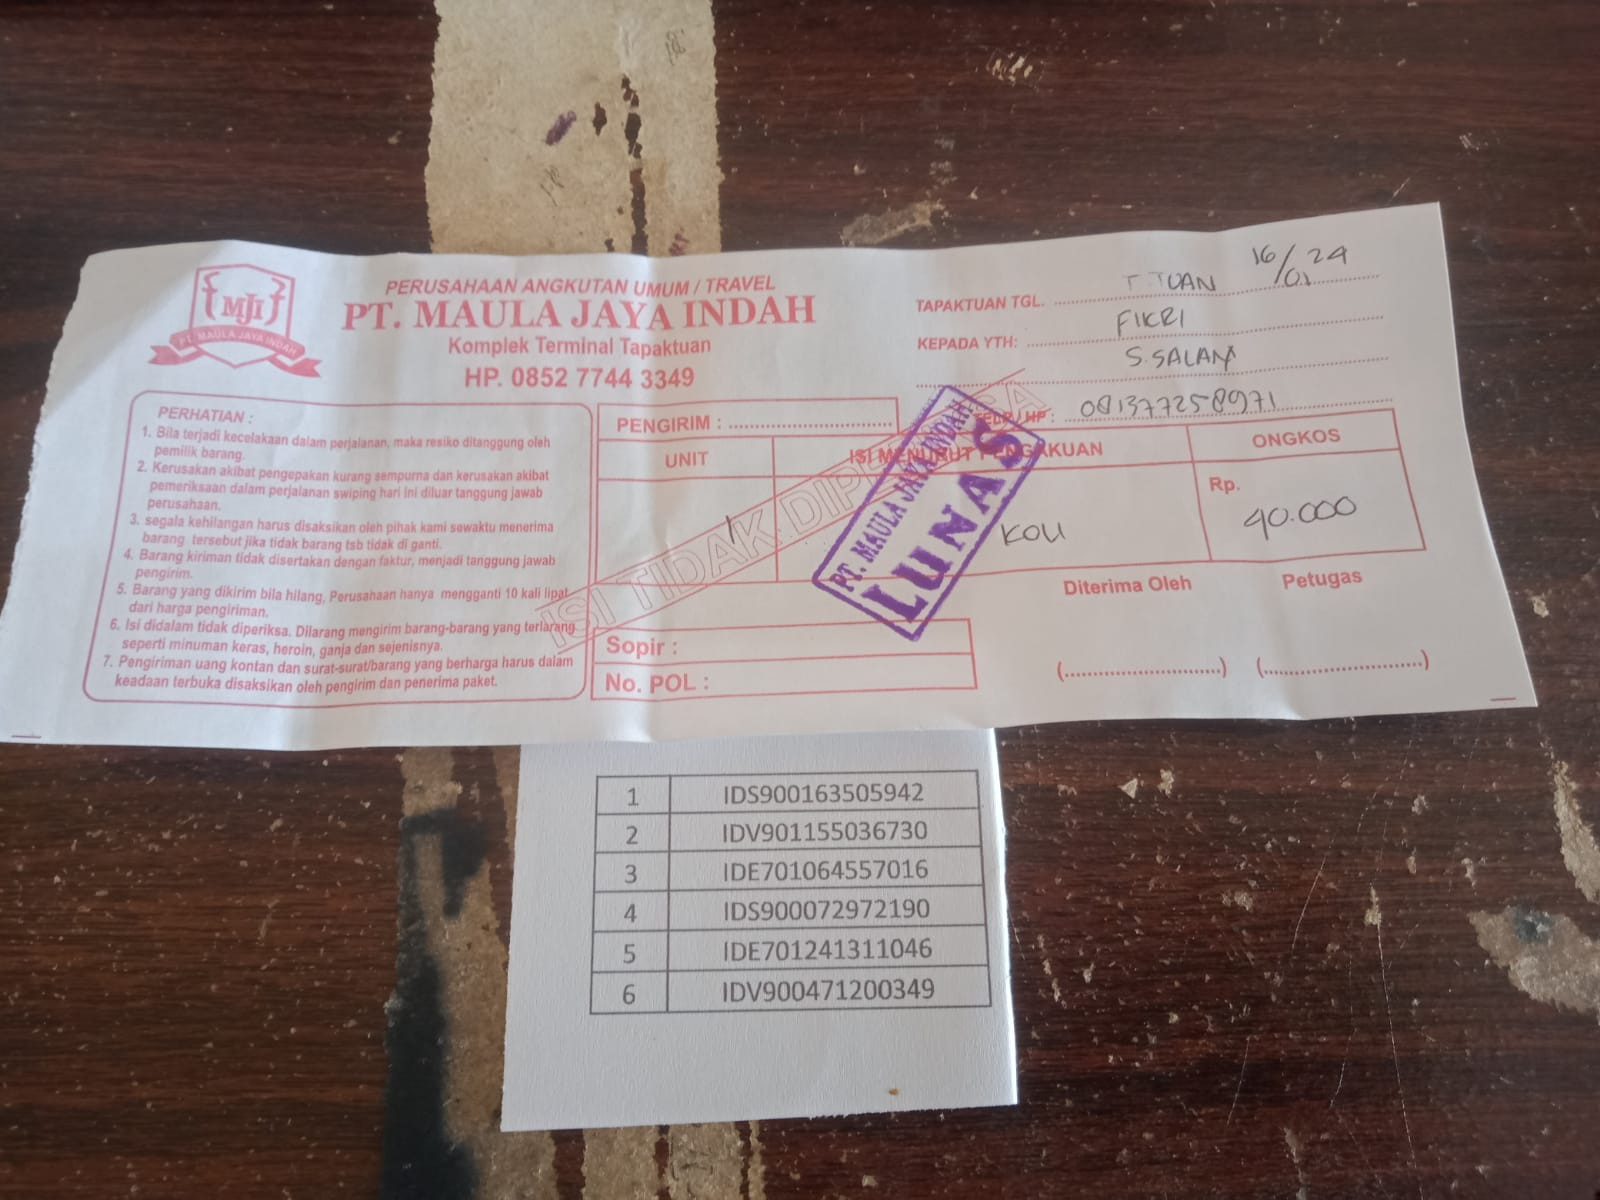 MJI
PT. MAULA JAYA INDAH
PERUSAHAAN ANGKUTAN UMUM / TRAVEL
PT. MAULA JAYA INDAH
Komplek Terminal Tapaktuan
HP. 0852 7744 3349
TAPAKTUAN TGL. T.TUAN 16/01 24
KEPADA YTH: FIKRI
S.SALAM
TELP / HP : 081377258971
PERHATIAN :
1. Bila terjadi kecelakaan dalam perjalanan, maka resiko ditanggung oleh
pemilik barang.
2. Kerusakan akibat pengepakan kurang sempurna dan kerusakan akibat
pemeriksaan dalam perjalanan swiping hari ini diluar tanggung jawab
perusahaan.
3. segala kehilangan harus disaksikan oleh pihak kami sewaktu menerima
barang tersebut jika tidak barang tsb tidak di ganti.
4. Barang kiriman tidak disertakan dengan faktur, menjadi tanggung jawab
pengirim.
5. Barang yang dikirim bila hilang, Perusahaan hanya mengganti 10 kali lipat
dari harga pengiriman.
6. Isi didalam tidak diperiksa. Dilarang mengirim barang-barang yang terlarang
seperti minuman keras, heroin, ganja dan sejenisnya.
7. Pengiriman uang kontan dan surat-surat/barang yang berharga harus dalam
keadaan terbuka disaksikan oleh pengirim dan penerima paket.
PENGIRIM :
UNIT
ISI MENURUT PENGAKUAN
ONGKOS
1
KOLI
Rp.
40.000
ISI TIDAK DIPERIKSA
PT. MAULA JAYA INDAH
LUNAS
Sopir :
No. POL :
Diterima Oleh
Petugas
(..............................) (..............................)
1 IDS900163505942
2 IDV901155036730
3 IDE701064557016
4 IDS900072972190
5 IDE701241311046
6 IDV900471200349